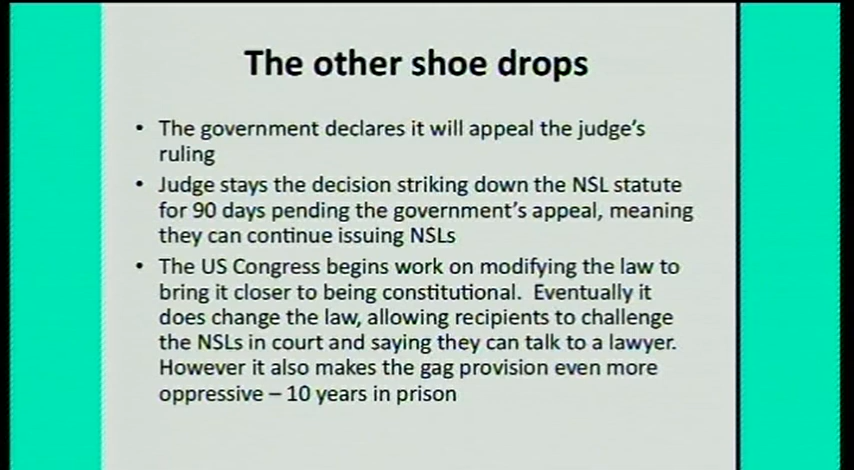 The other shoe drops
• The government declares it will appeal the judge's
ruling
• Judge stays the decision striking down the NSL statute
for 90 days pending the government's appeal, meaning
they can continue issuing NSLs
• The US Congress begins work on modifying the law to
bring it closer to being constitutional.  Eventually it
does change the law, allowing recipients to challenge
the NSLs in court and saying they can talk to a lawyer.
However it also makes the gag provision even more
oppressive – 10 years in prison